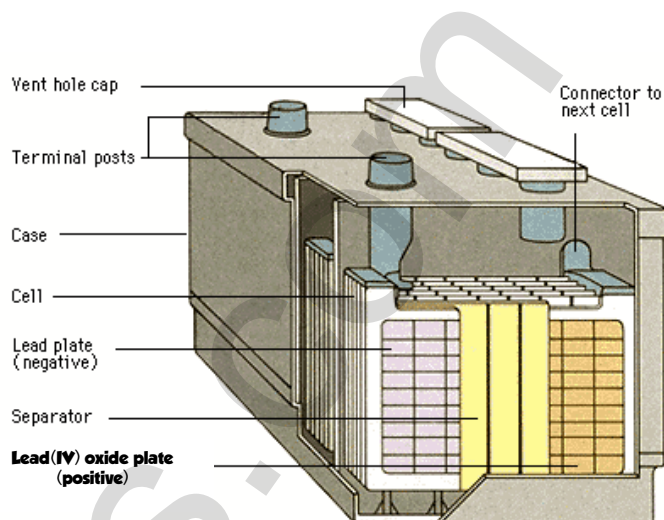 Vent hole cap
Connector to
next cell
Terminal posts
Case
Cell
Lead plate
(negative)
Separator
Lead(IV) oxide plate
(positive)
s.com